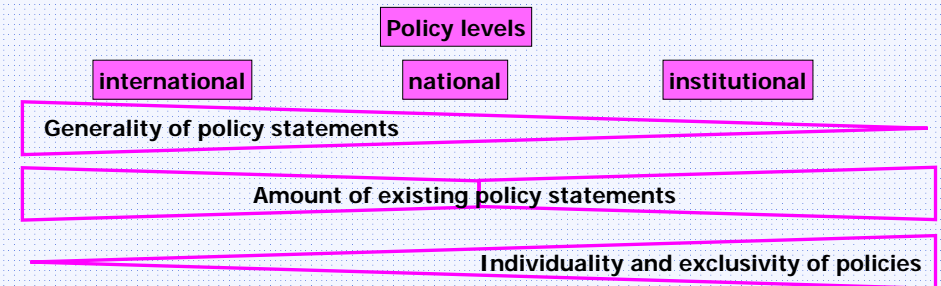 Policy levels
international national institutional
Generality of policy statements
Amount of existing policy statements
Individuality and exclusivity of policies